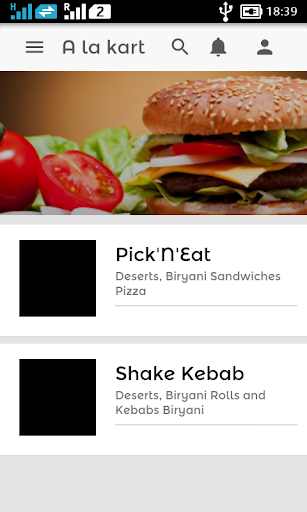 H R 2 18:39
A la kart
Pick'N'Eat
Deserts, Biryani Sandwiches
Pizza
Shake Kebab
Deserts, Biryani Rolls and
Kebabs Biryani